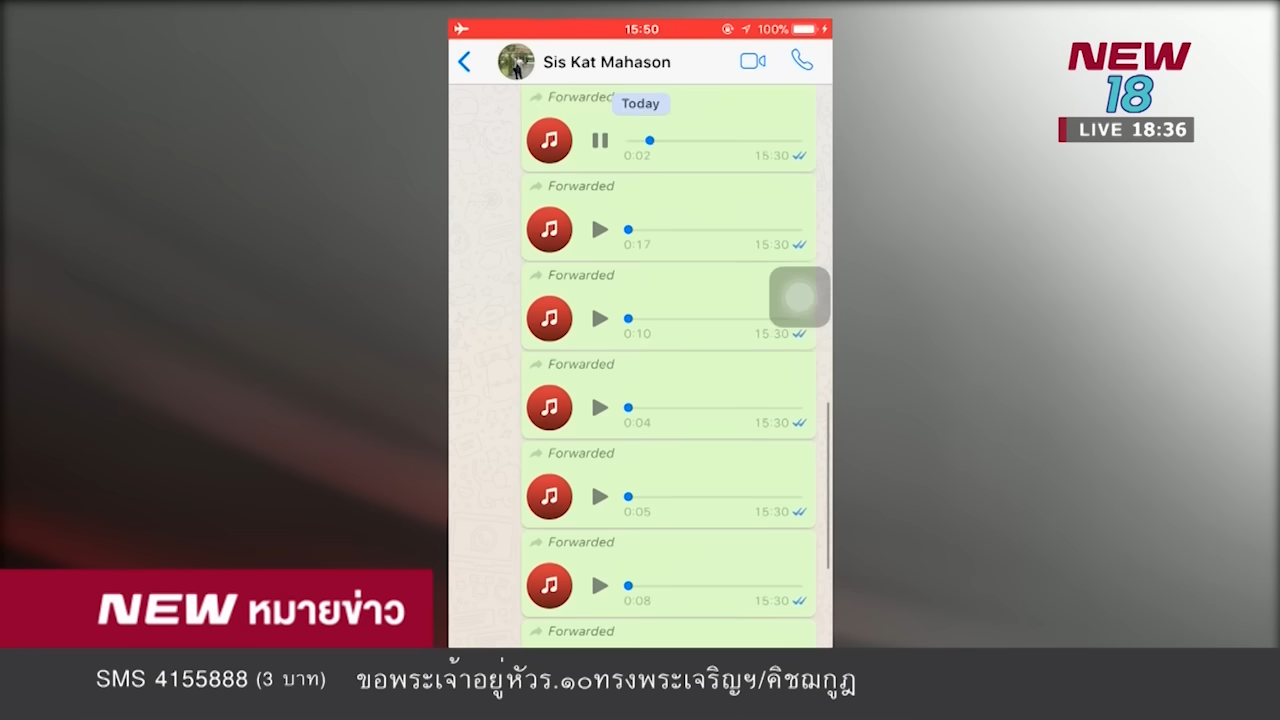 15:50
100%
Sis Kat Mahason
NEW
18
LIVE 18:36
Forwarded
Today
0:02
15:30
Forwarded
0:17
15:30
Forwarded
0:10
15:30
Forwarded
0:04
15:30
Forwarded
0:05
15:30
Forwarded
0:08
15:30
Forwarded
NEW หมายข่าว
SMS 4155888 (3 บาท) ขอพระเจ้าอยู่หัวร.๑๐ทรงพระเจริญฯ/คิชฌกูฏ